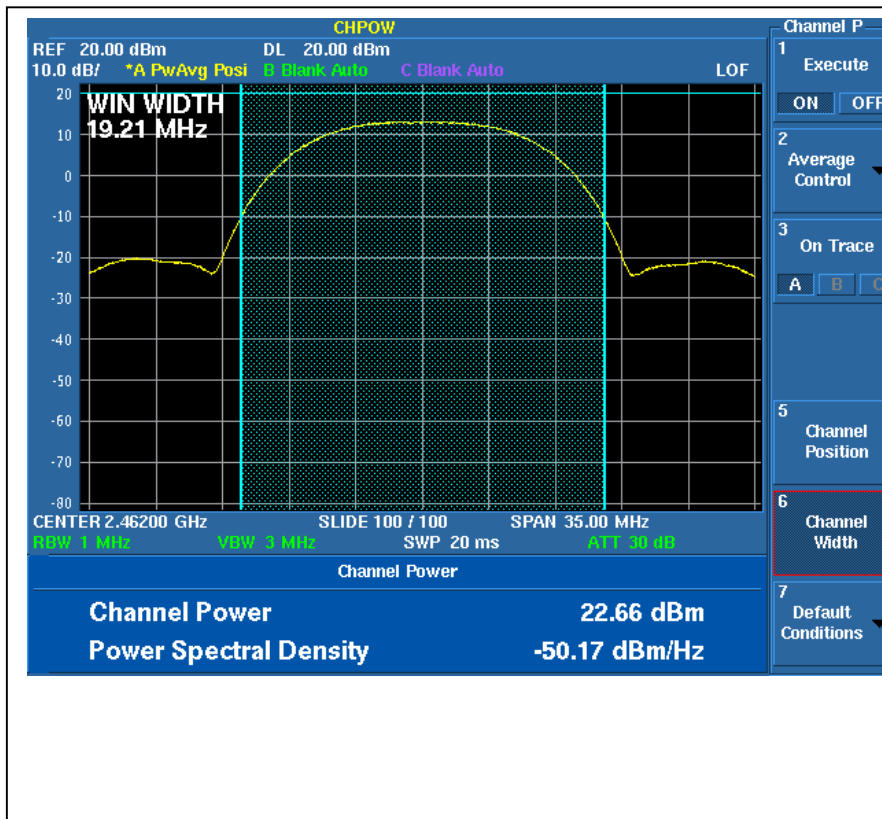 CHPOW
REF 20.00 dBm DL 20.00 dBm
10.0 dB/ *A PwAvg Posi B Blank Auto C Blank Auto LOF
WIN WIDTH
19.21 MHz
20
10
0
-10
-20
-30
-40
-50
-60
-70
-80
CENTER 2.46200 GHz SLIDE 100 / 100 SPAN 35.00 MHz
RBW 1 MHz VBW 3 MHz SWP 20 ms ATT 30 dB
Channel Power
Channel Power 22.66 dBm
Power Spectral Density -50.17 dBm/Hz
Channel P
1
Execute
ON OFF
2
Average
Control
3
On Trace
A B C
5
Channel
Position
6
Channel
Width
7
Default
Conditions